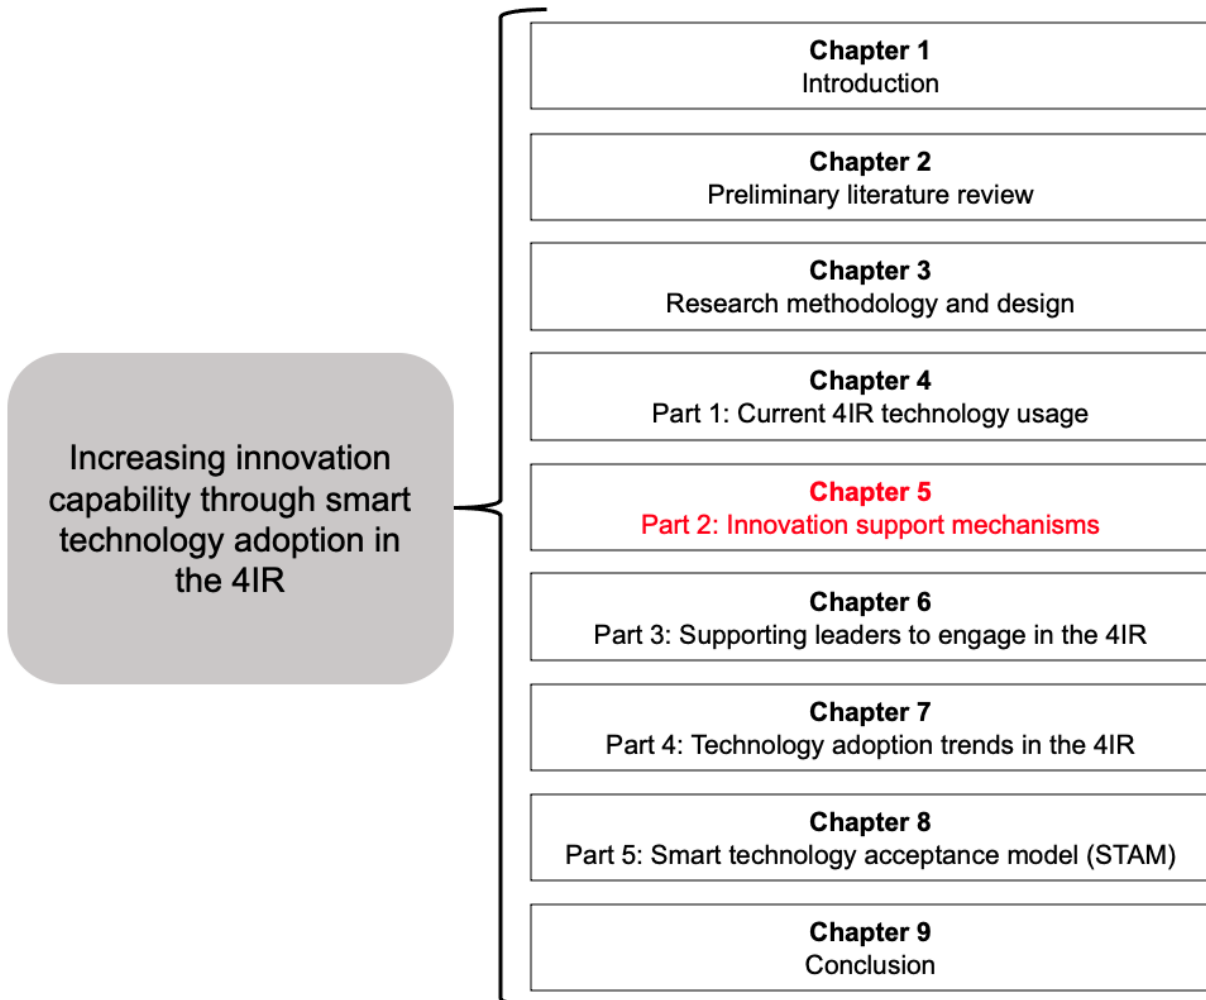 Increasing innovation
capability through smart
technology adoption in
the 4IR
Chapter 1
Introduction
Chapter 2
Preliminary literature review
Chapter 3
Research methodology and design
Chapter 4
Part 1: Current 4IR technology usage
Chapter 5
Part 2: Innovation support mechanisms
Chapter 6
Part 3: Supporting leaders to engage in the 4IR
Chapter 7
Part 4: Technology adoption trends in the 4IR
Chapter 8
Part 5: Smart technology acceptance model (STAM)
Chapter 9
Conclusion